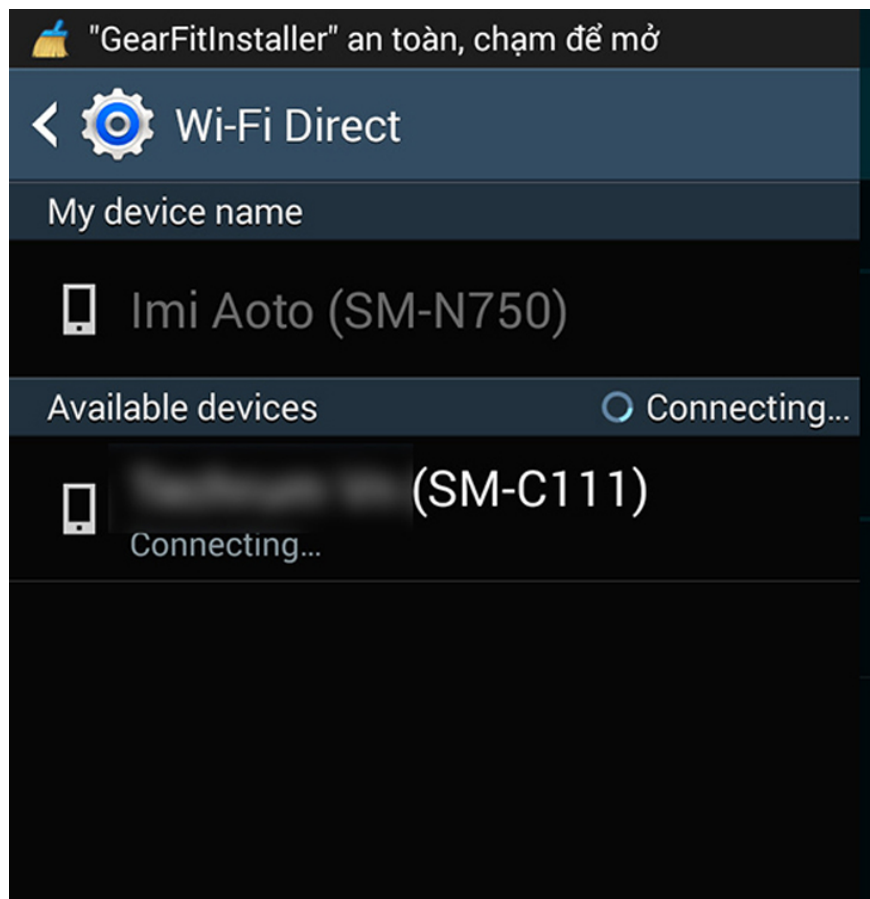 "GearFitInstaller" an toàn, chạm để mở
Wi-Fi Direct
My device name
Imi Aoto (SM-N750)
Available devices
Connecting...
(SM-C111)
Connecting...